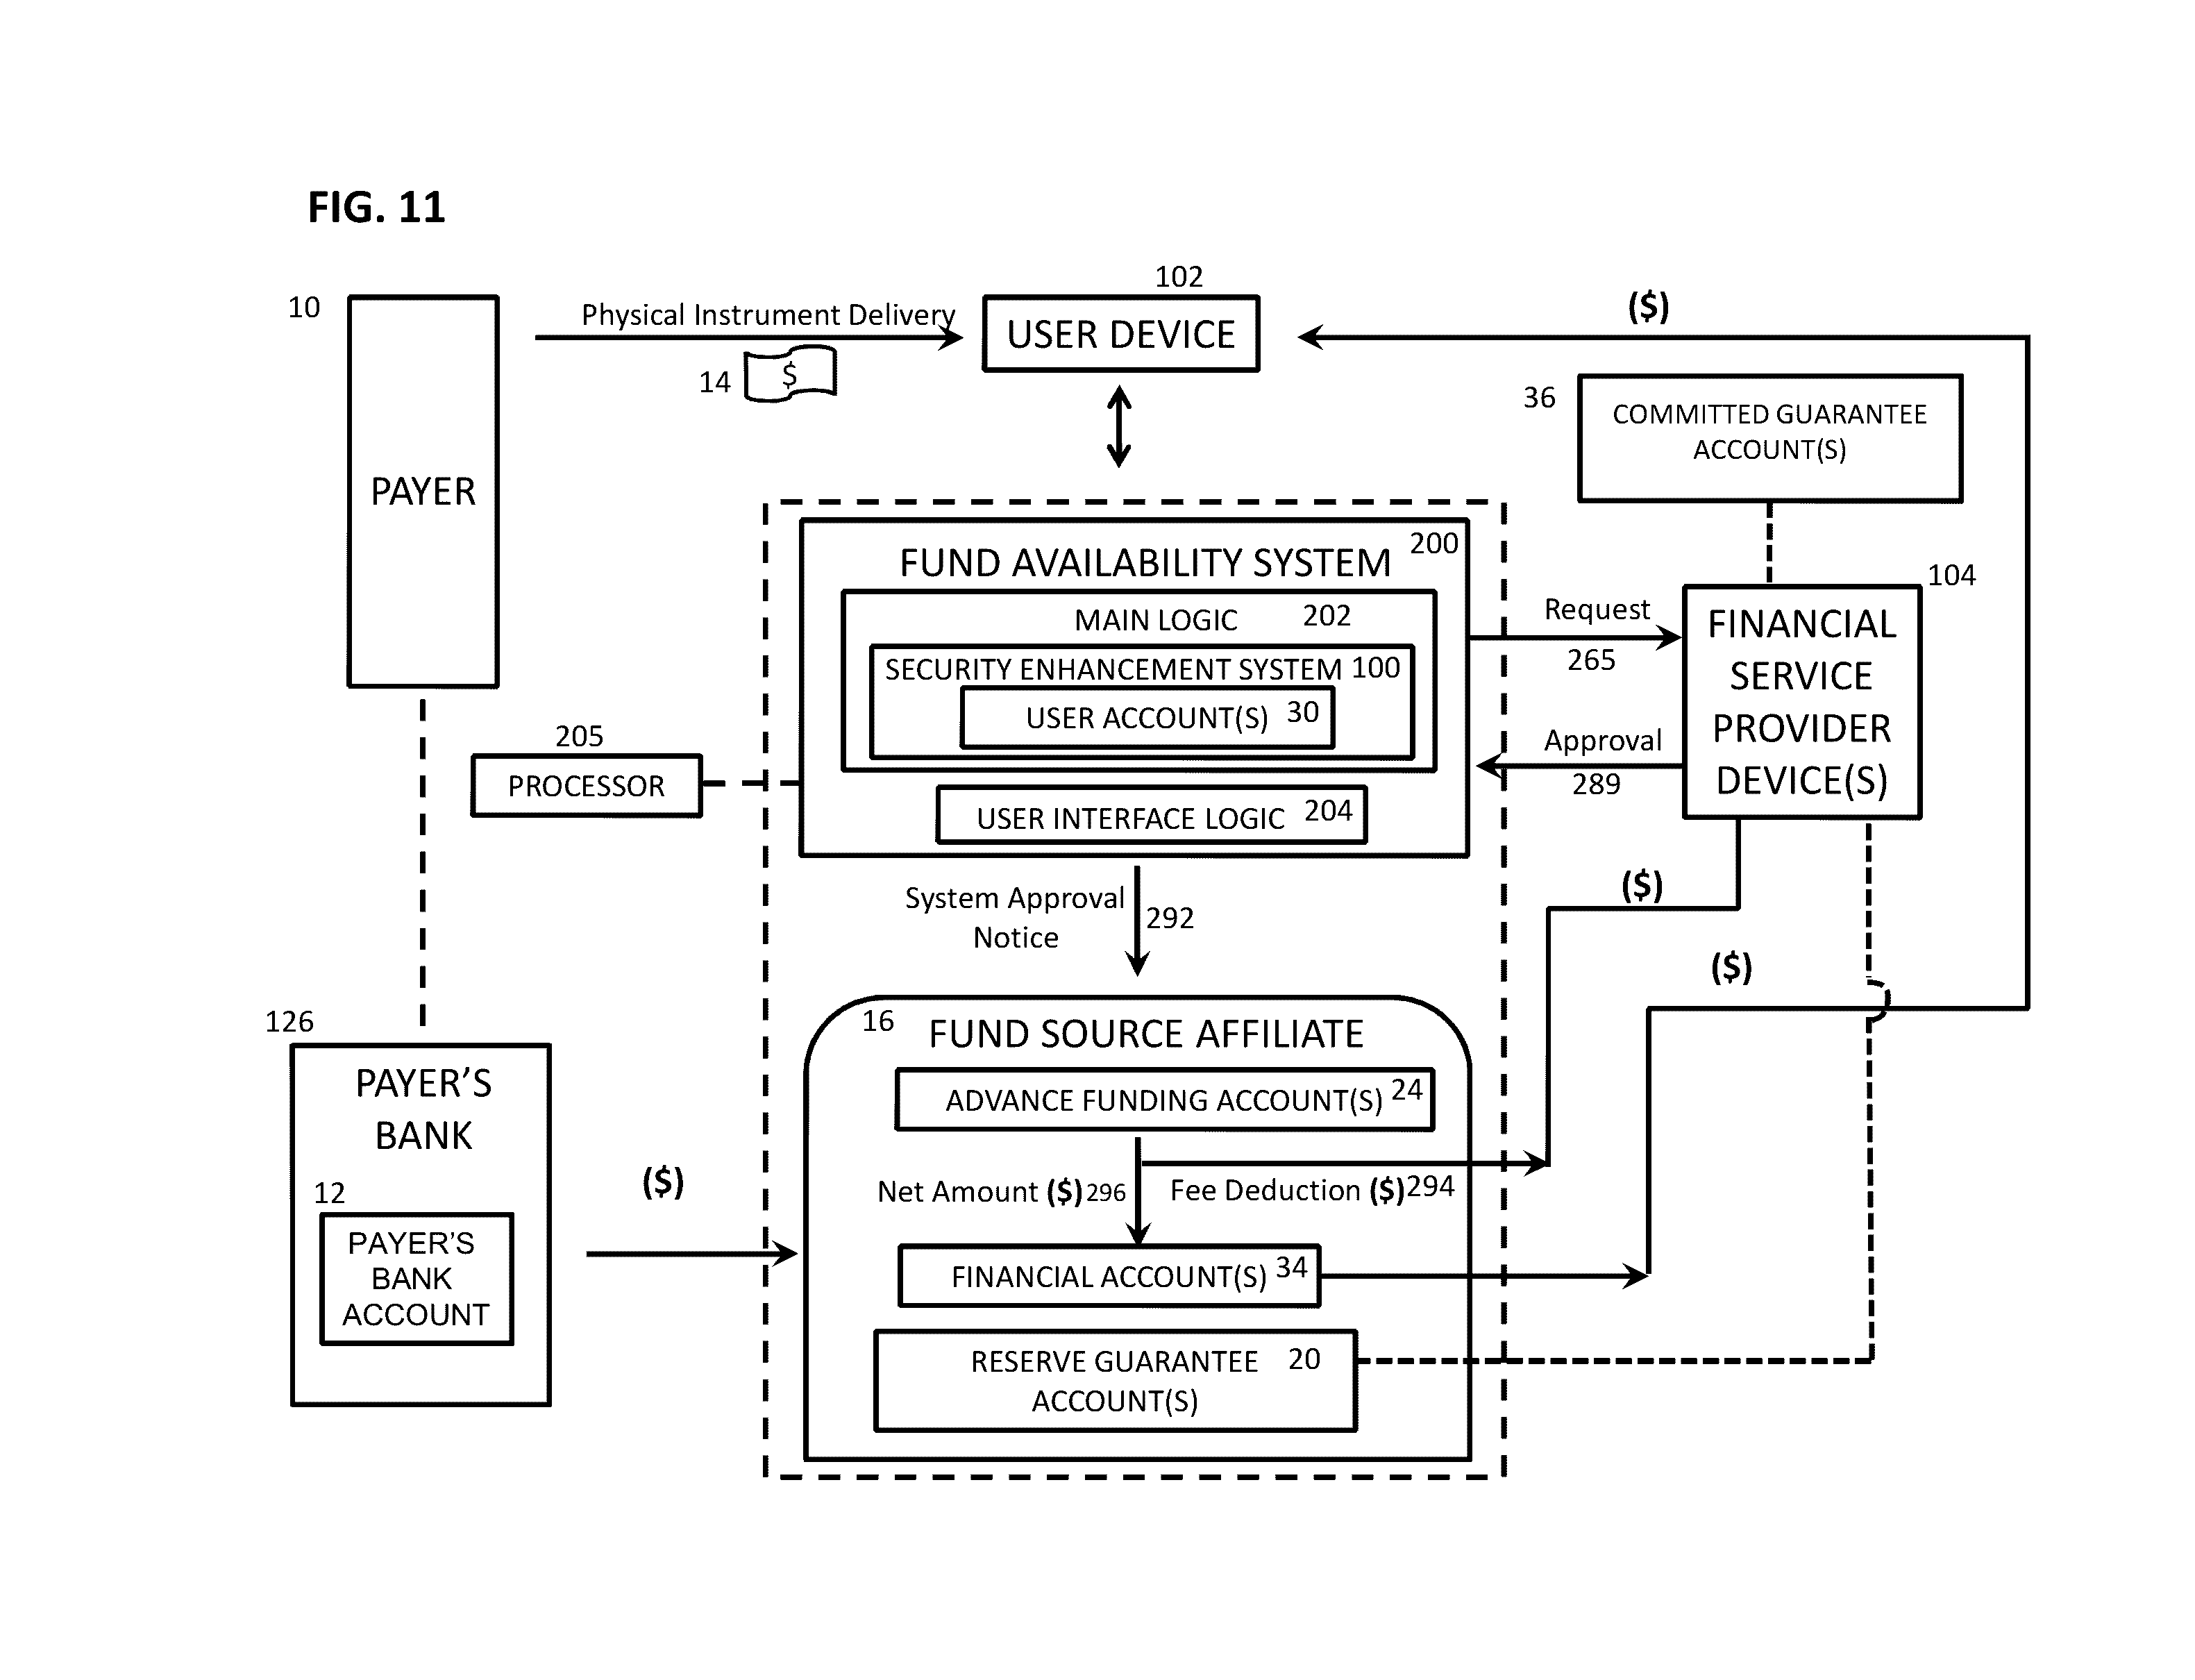 FIG. 11
10
PAYER
Physical Instrument Delivery
14
$
102
USER DEVICE
($)
36
COMMITTED GUARANTEE
ACCOUNT(S)
FUND AVAILABILITY SYSTEM 200
MAIN LOGIC 202
SECURITY ENHANCEMENT SYSTEM 100
USER ACCOUNT(S) 30
USER INTERFACE LOGIC 204
205
PROCESSOR
Request
265
Approval
289
104
FINANCIAL
SERVICE
PROVIDER
DEVICE(S)
System Approval
Notice
292
($)
($)
126
PAYER'S
BANK
12
PAYER'S
BANK
ACCOUNT
($)
16
FUND SOURCE AFFILIATE
ADVANCE FUNDING ACCOUNT(S) 24
Net Amount ($) 296
Fee Deduction ($) 294
FINANCIAL ACCOUNT(S) 34
RESERVE GUARANTEE 20
ACCOUNT(S)